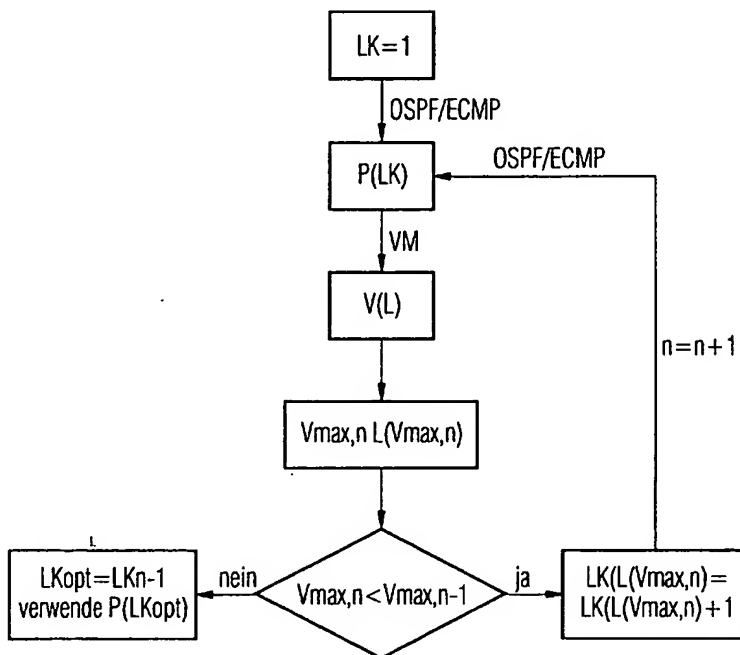 LK=1
OSPF/ECMP
P(LK)
OSPF/ECMP
VM
V(L)
n=n+1
Vmax,n L(Vmax,n)
LKopt=LKn-1
verwende P(LKopt)
nein
Vmax,n<Vmax,n-1
ja
LK(L(Vmax,n)=
LK(L(Vmax,n)+1